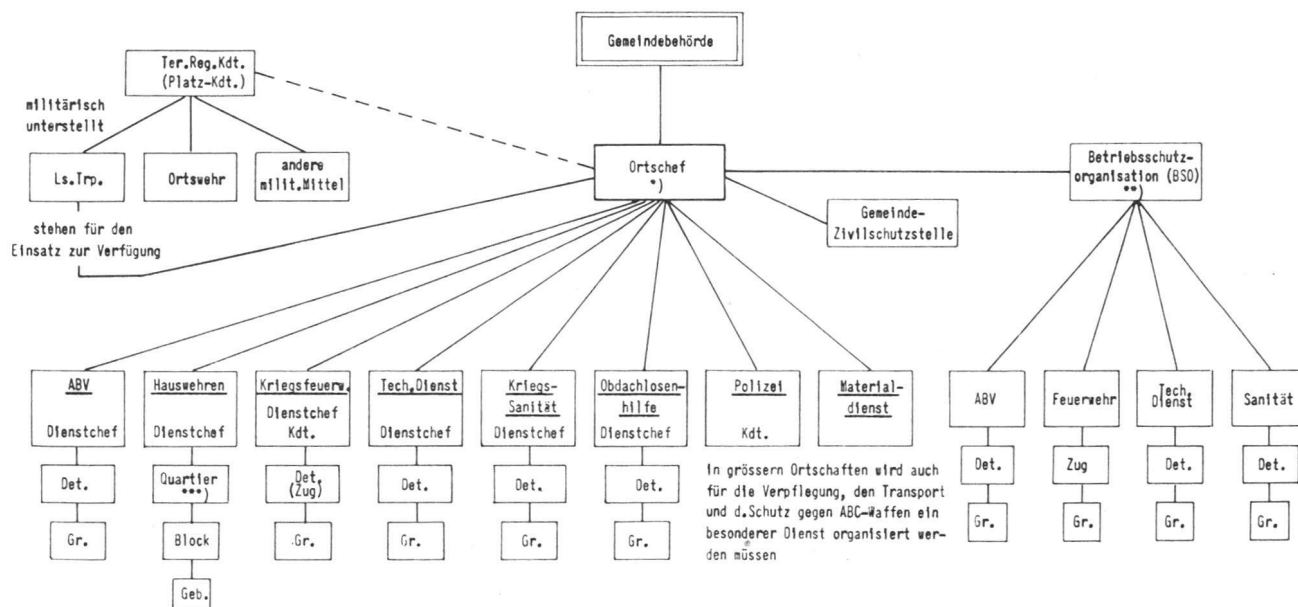 Gemeindebehörde
Ter.Reg.Kdt.
(Platz-Kdt.)
militärisch
unterstellt
Ls.Trp.
Ortswehr
andere
milit.Mittel
stehen für den
Einsatz zur Verfügung
Ortschef
*)
Gemeinde-
Zivilschutzstelle
Betriebsschutz-
organisation (BSO)
**)
ABV
Dienstchef
Det.
Gr.
Hauswehren
Dienstchef
Quartier
***)
Block
Geb.
Kriegsfeuerw.
Dienstchef
Kdt.
Det.
(Zug)
Gr.
Tech.Dienst
Dienstchef
Det.
Gr.
Kriegs-
Sanität
Dienstchef
Det.
Gr.
Obdachlosen-
hilfe
Dienstchef
Det.
Gr.
Polizei
Kdt.
Material-
dienst
in grössern Ortschaften wird auch
für die Verpflegung, den Transport
und d.Schutz gegen ABC-Waffen ein
besonderer Dienst organisiert wer-
den müssen
ABV
Det.
Gr.
Feuerwehr
Zug
Gr.
Tech.
Dienst
Det.
Gr.
Sanität
Det.
Gr.